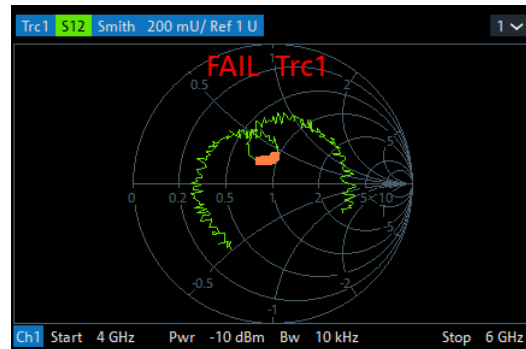 Trc1 S12 Smith 200 mU/ Ref 1 U 1
FAIL Trc1
1
0.5 2
5
0 0.2 0.5 1 2 5 10
-5
-0.5 -2
-1
Ch1 Start 4 GHz Pwr -10 dBm Bw 10 kHz Stop 6 GHz